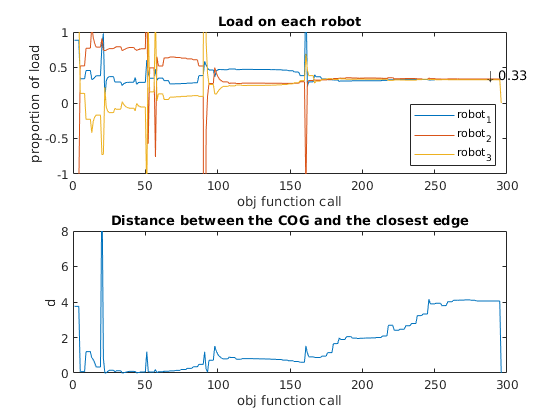 Load on each robot
proportion of load
1
0.5
0
-0.5
-1
↓ 0.33
robot1
robot2
robot3
0 50 100 150 200 250 300
obj function call
Distance between the COG and the closest edge
d
8
6
4
2
0
0 50 100 150 200 250 300
obj function call